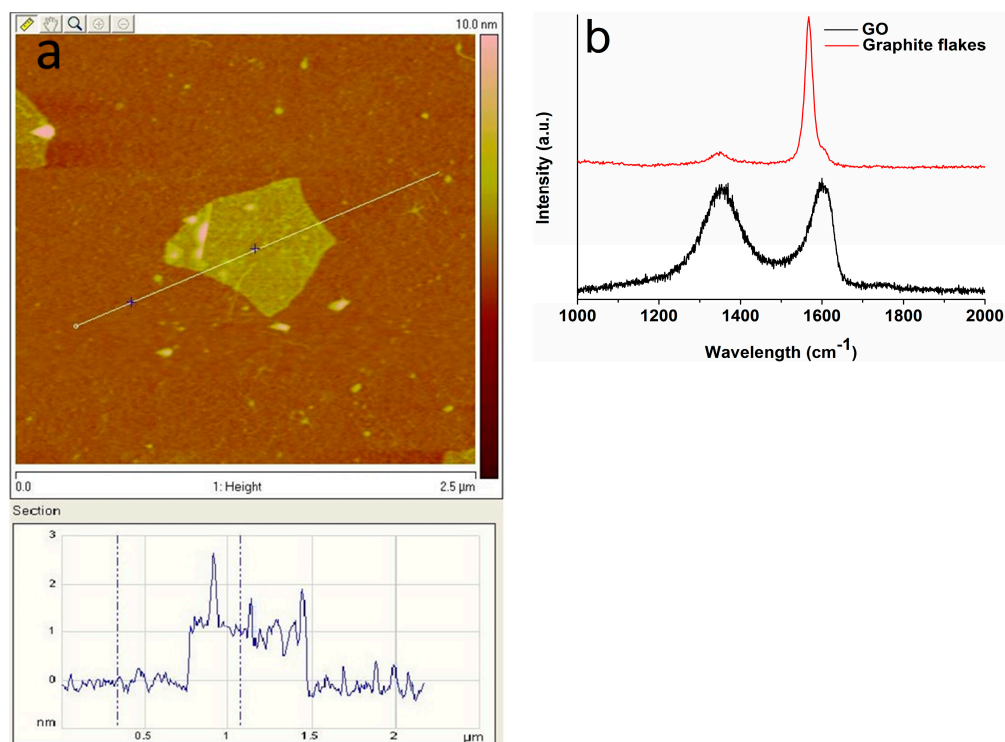 a
10.0 nm
0.0 1: Height 2.5 µm
Section
3
2
1
0
nm
0.5 1 1.5 2 µm
b
GO
Graphite flakes
Intensity (a.u.)
1000 1200 1400 1600 1800 2000
Wavelength (cm-1)